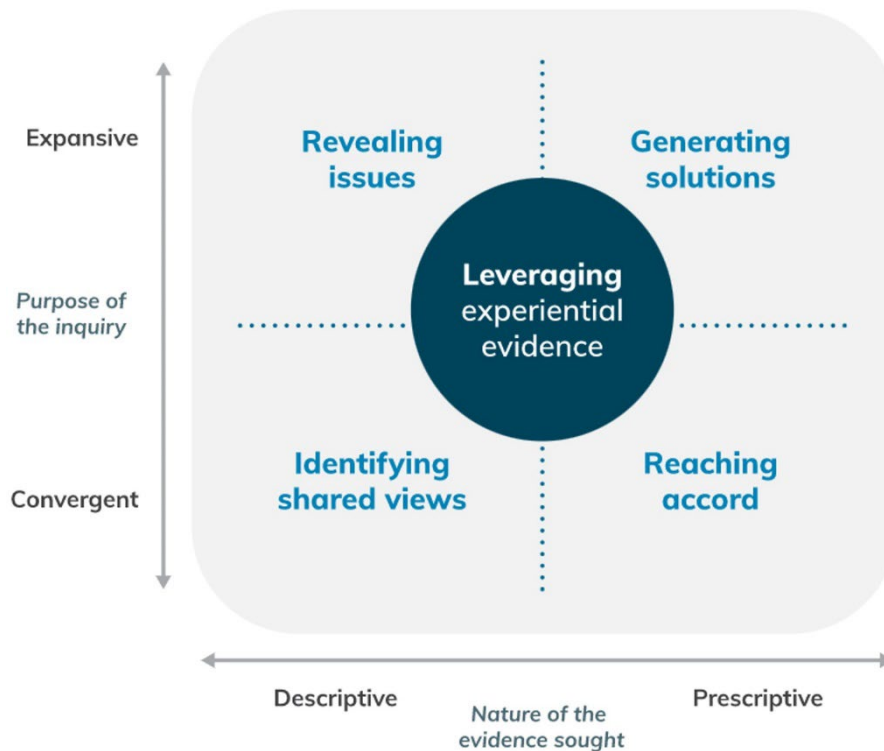 Expansive
Revealing
issues
Generating
solutions
Purpose of
the inquiry
Leveraging
experiential
evidence
Convergent
Identifying
shared views
Reaching
accord
Descriptive
Prescriptive
Nature of the
evidence sought